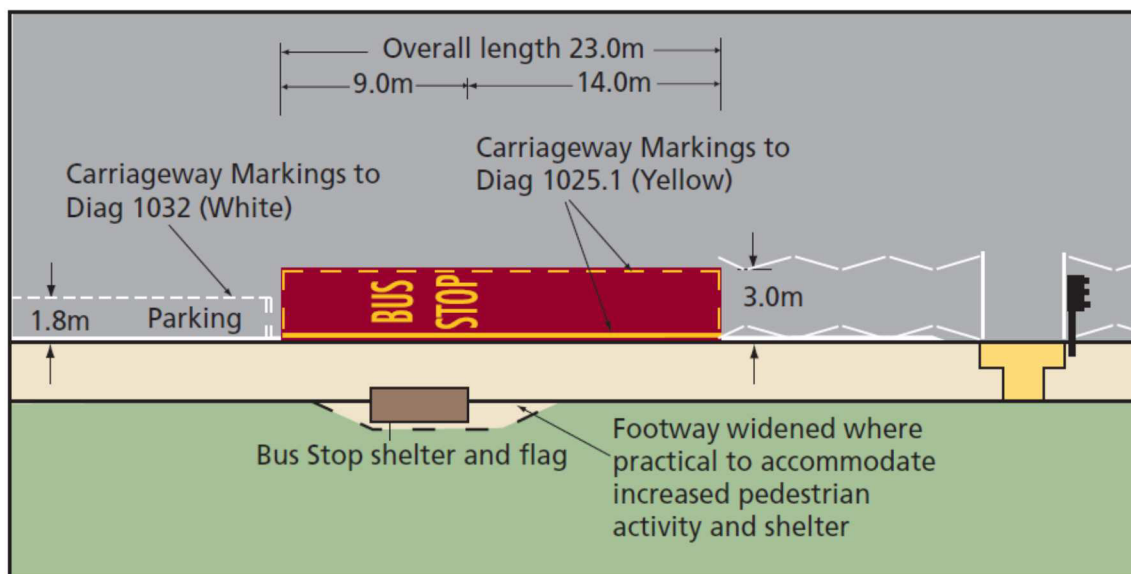 Overall length 23.0m
9.0m
14.0m
Carriageway Markings to
Diag 1025.1 (Yellow)
Carriageway Markings to
Diag 1032 (White)
1.8m
Parking
BUS
STOP
3.0m
Bus Stop shelter and flag
Footway widened where
practical to accommodate
increased pedestrian
activity and shelter